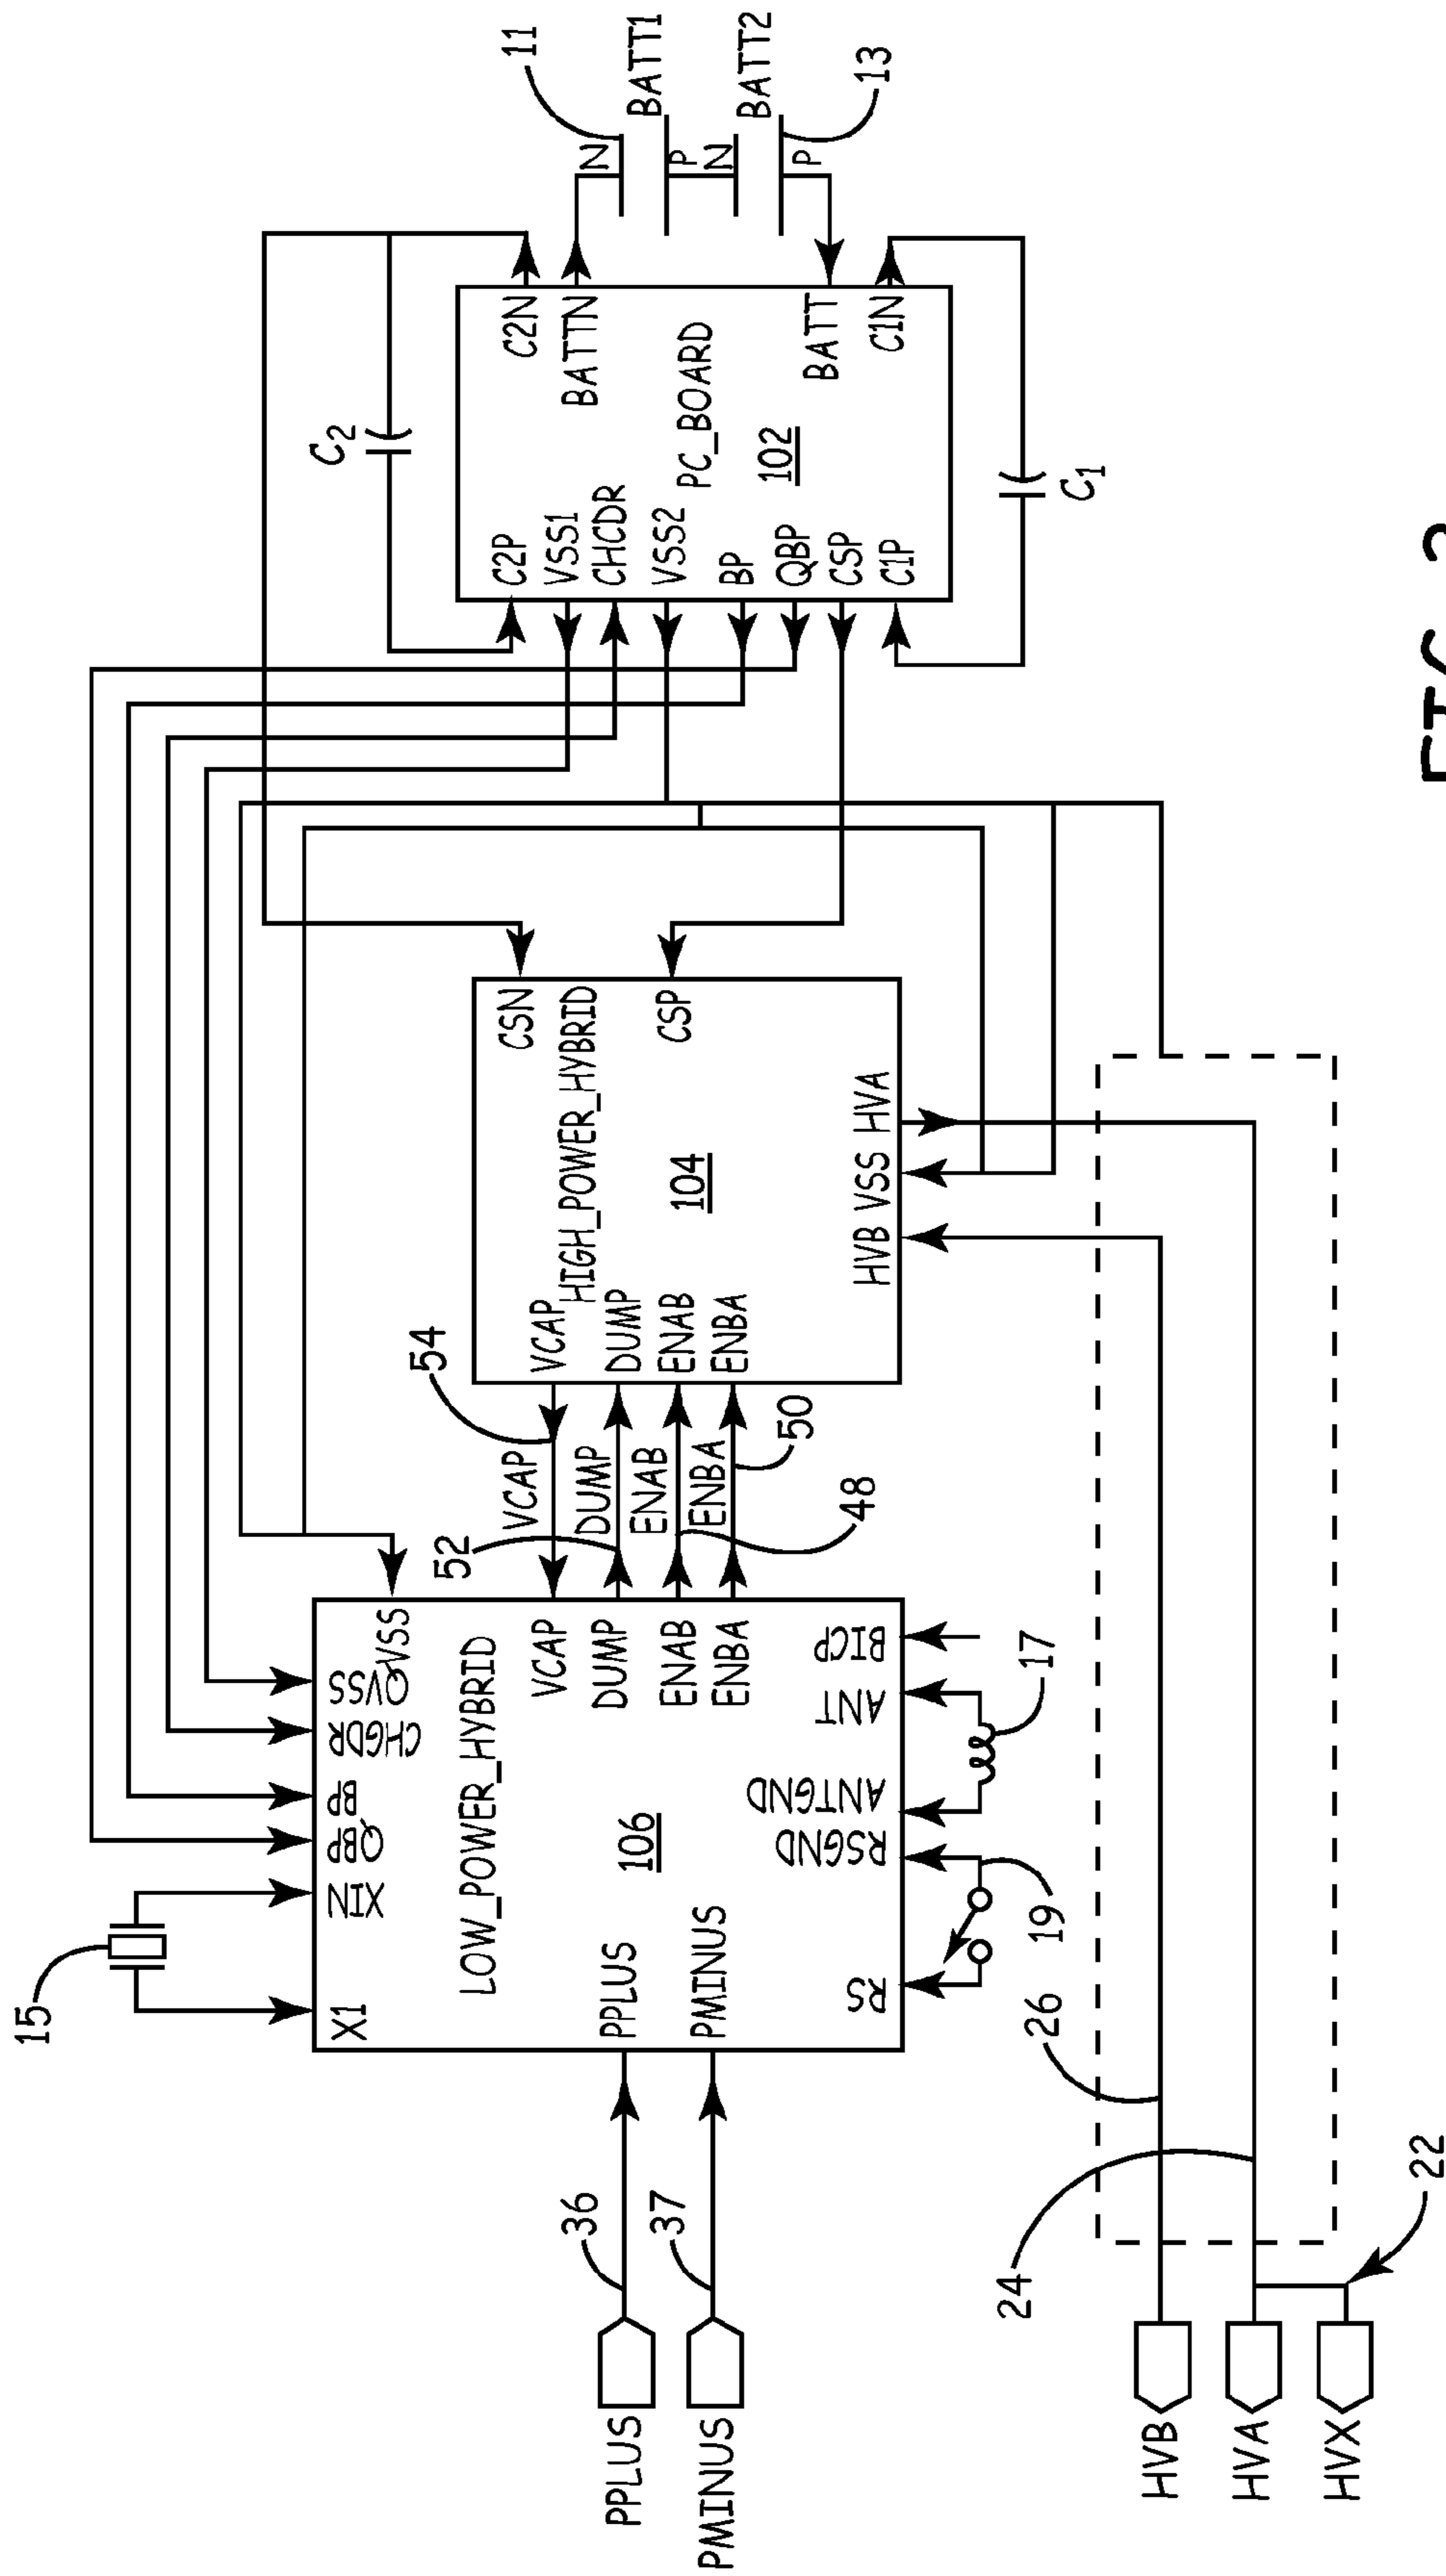 15
X1
XIN
QBP
BP
CHGDR
QVSS
VSS
LOW_POWER_HYBRID
106
PPLUS
PMINUS
VCAP
DUMP
ENAB
ENBA
RS
RSGND
ANTGND
ANT
BICP
19
17
PPLUS
36
PMINUS
37
52
54
VCAP
DUMP
ENAB
ENBA
48
50
VCAP
DUMP
ENAB
ENBA
HIGH_POWER_HYBRID
104
CSN
CSP
HVB
VSS
HVA
C2
C2P
VSS1
CHCDR
VSS2
BP
QBP
CSP
C1P
PC_BOARD
102
C2N
BATTN
BATT
C1N
C1
11
N
BATT1
P
N
BATT2
P
13
26
24
22
HVB
HVA
HVX